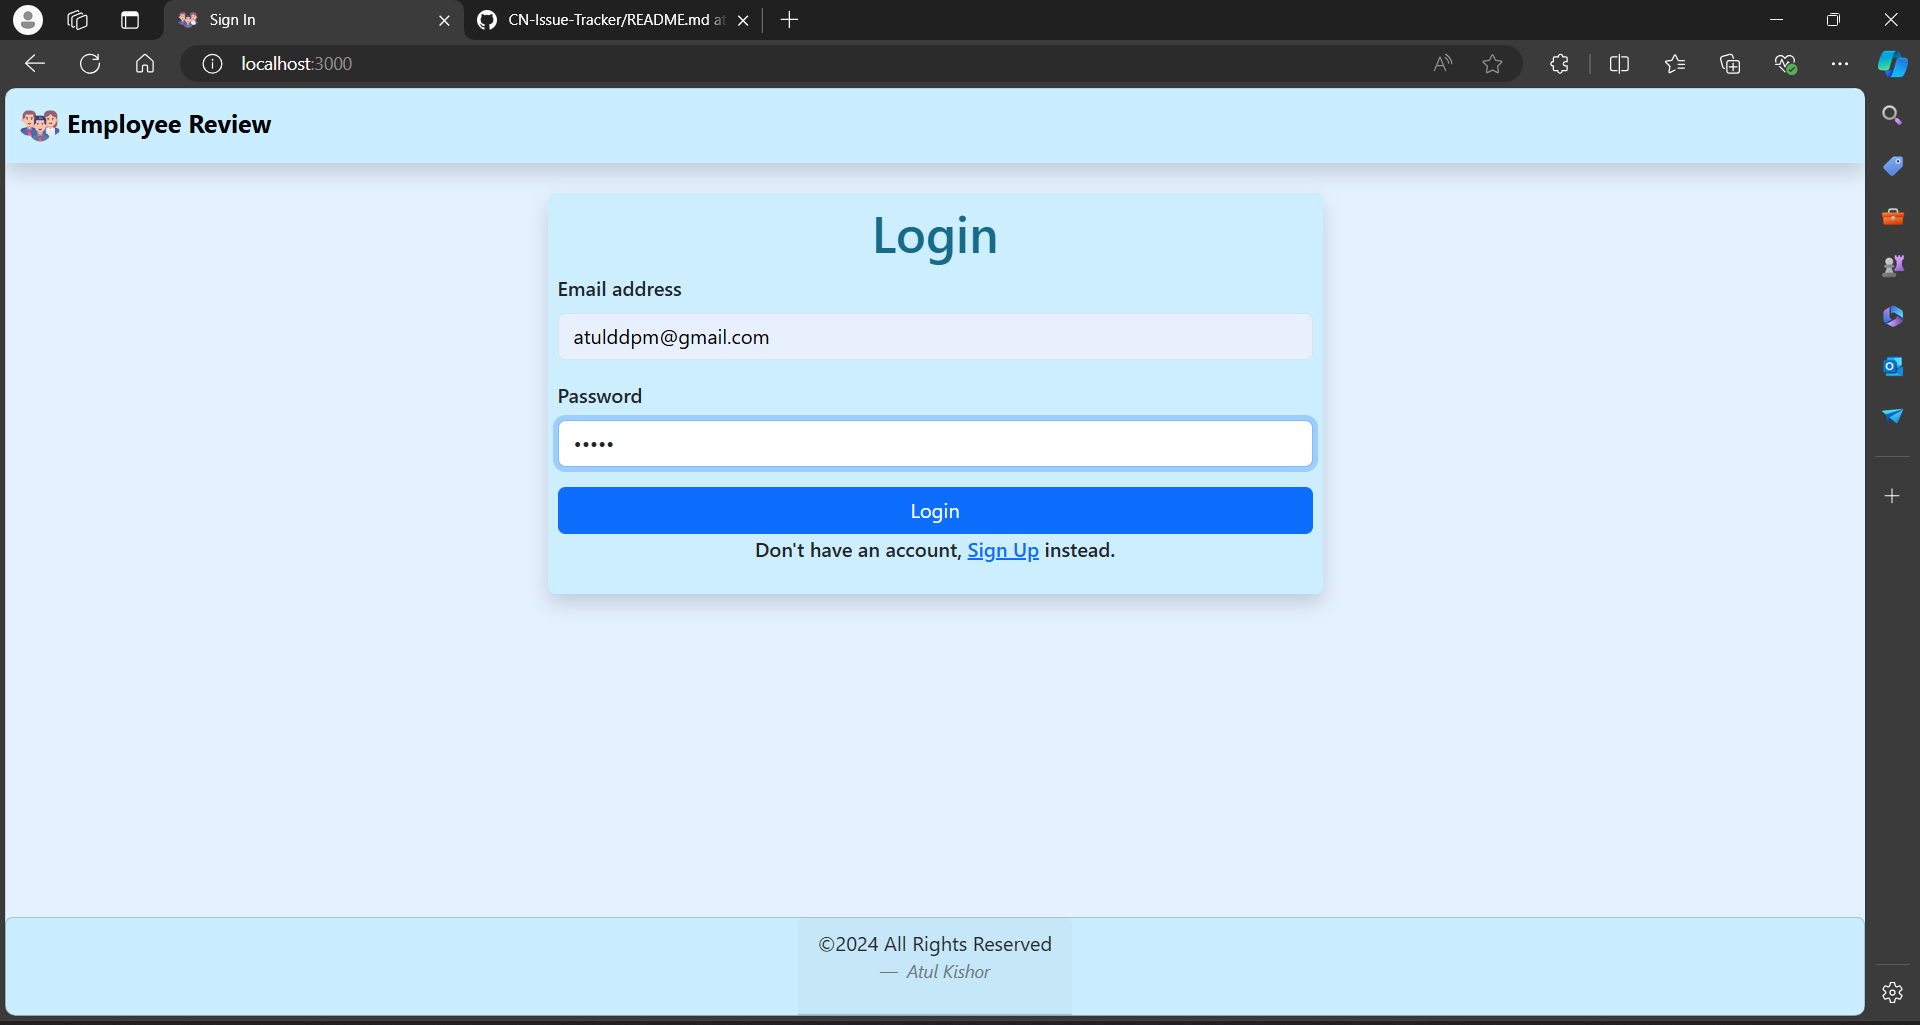 Sign In
CN-Issue-Tracker/README.md at
localhost:3000
Employee Review
Login
Email address
atulddpm@gmail.com
Password
•••••
Login
Don't have an account, Sign Up instead.
©2024 All Rights Reserved
— Atul Kishor